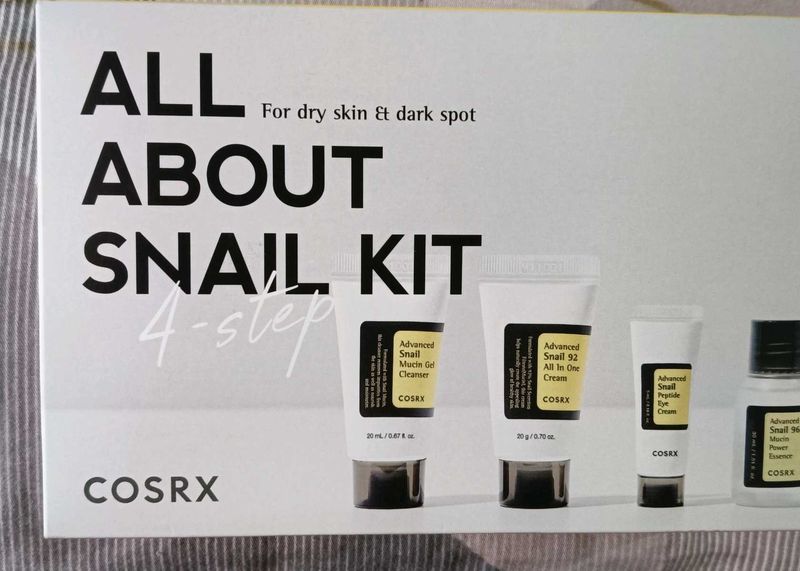 ALL
For dry skin & dark spot
ABOUT
SNAIL KIT
4-step
Advanced
Snail
Mucin Gel
Cleanser
COSRX
20 mL / 0.67 fl. oz.
Advanced
Snail 92
All In One
Cream
COSRX
20 g / 0.70 oz.
Advanced
Snail
Peptide
Eye
Cream
COSRX
Advanced
Snail 96
Mucin
Power
Essence
COSRX
COSRX